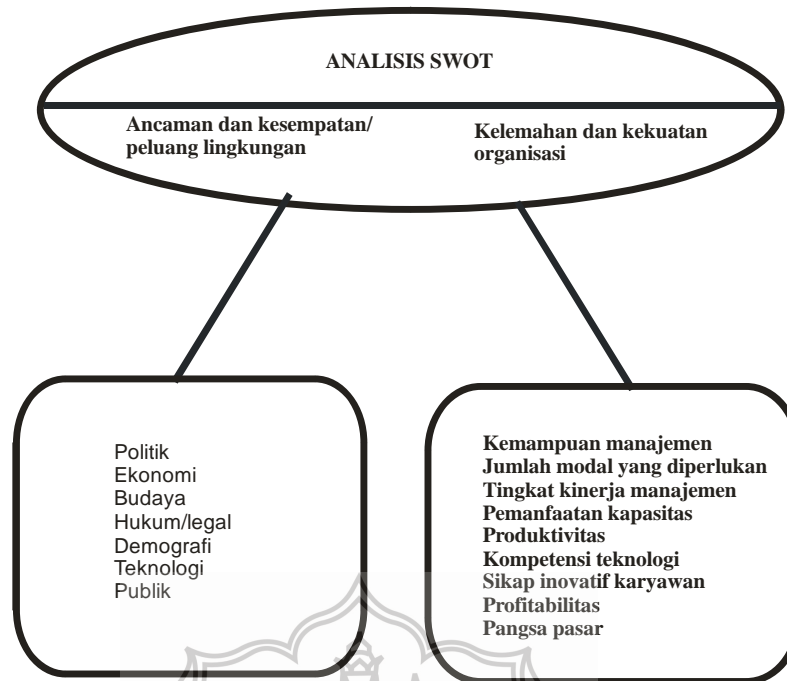 ANALISIS SWOT
Ancaman dan kesempatan/
peluang lingkungan
Kelemahan dan kekuatan
organisasi
Politik
Ekonomi
Budaya
Hukum/legal
Demografi
Teknologi
Publik
Kemampuan manajemen
Jumlah modal yang diperlukan
Tingkat kinerja manajemen
Pemanfaatan kapasitas
Produktivitas
Kompetensi teknologi
Sikap inovatif karyawan
Profitabilitas
Pangsa pasar